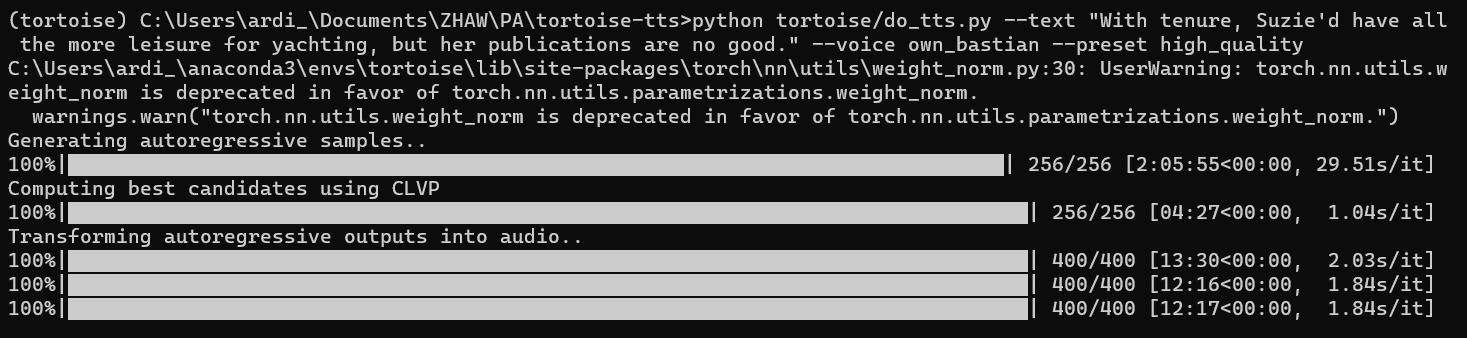 (tortoise) C:\Users\ardi_\Documents\ZHAW\PA\tortoise-tts>python tortoise/do_tts.py --text "With tenure, Suzie'd have all
 the more leisure for yachting, but her publications are no good." --voice own_bastian --preset high_quality
C:\Users\ardi_\anaconda3\envs\tortoise\lib\site-packages\torch\nn\utils\weight_norm.py:30: UserWarning: torch.nn.utils.w
eight_norm is deprecated in favor of torch.nn.utils.parametrizations.weight_norm.
  warnings.warn("torch.nn.utils.weight_norm is deprecated in favor of torch.nn.utils.parametrizations.weight_norm.")
Generating autoregressive samples..
100%|| 256/256 [2:05:55<00:00, 29.51s/it]
Computing best candidates using CLVP
100%|| 256/256 [04:27<00:00,  1.04s/it]
Transforming autoregressive outputs into audio..
100%|| 400/400 [13:30<00:00,  2.03s/it]
100%|| 400/400 [12:16<00:00,  1.84s/it]
100%|| 400/400 [12:17<00:00,  1.84s/it]